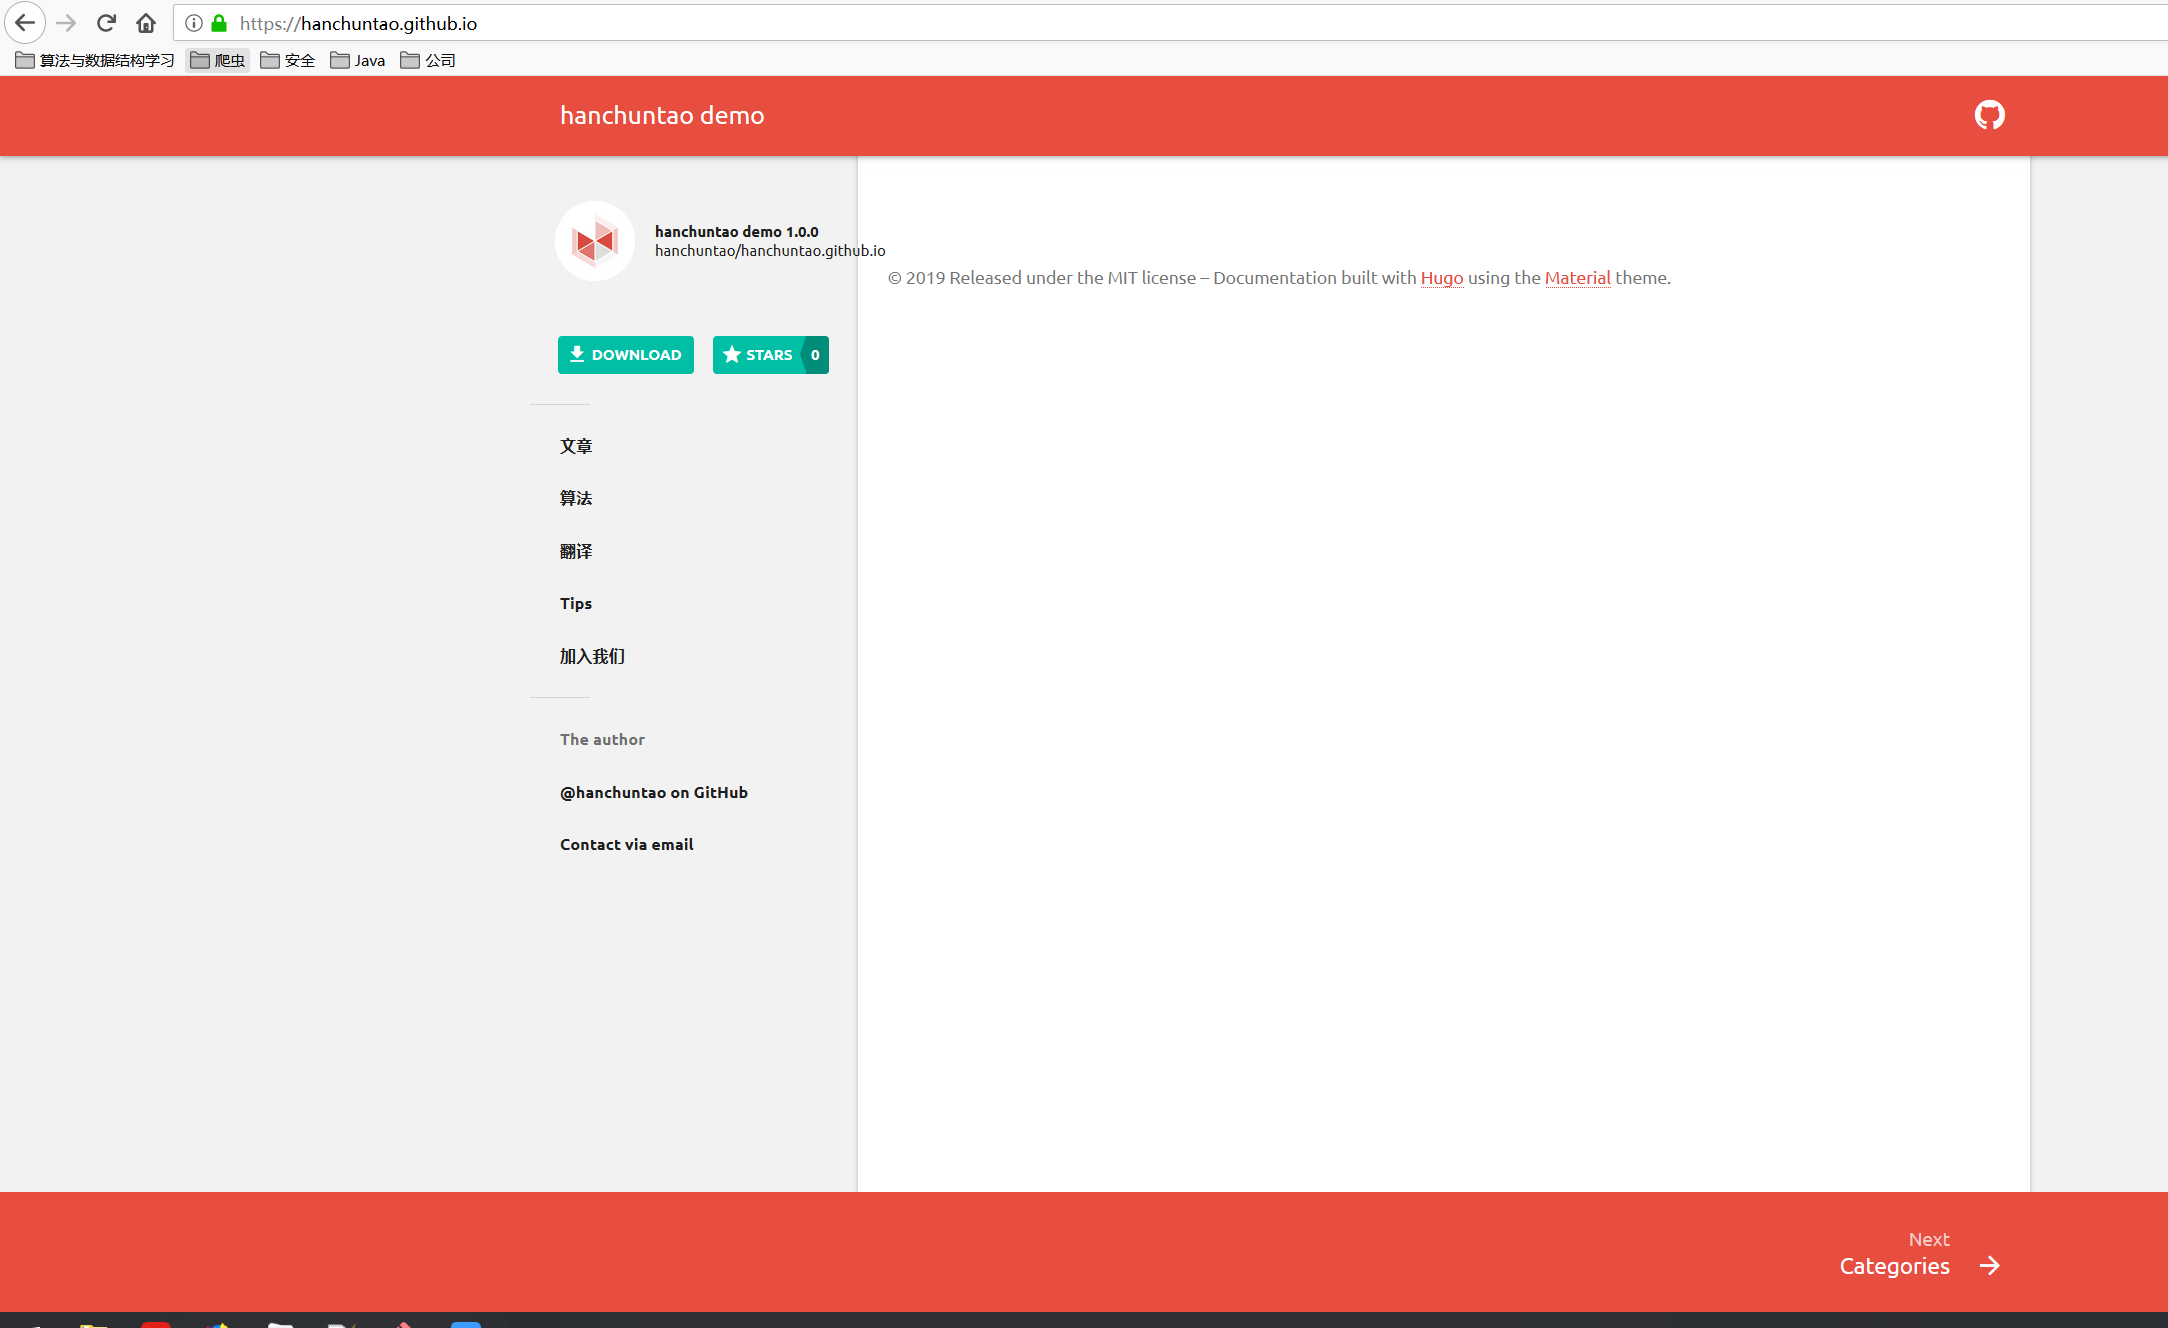 https://hanchuntao.github.io
算法与数据结构学习 爬虫 安全 Java 公司
hanchuntao demo
hanchuntao demo 1.0.0
hanchuntao/hanchuntao.github.io
© 2019 Released under the MIT license – Documentation built with Hugo using the Material theme.
DOWNLOAD STARS 0
文章
算法
翻译
Tips
加入我们
The author
@hanchuntao on GitHub
Contact via email
Next
Categories